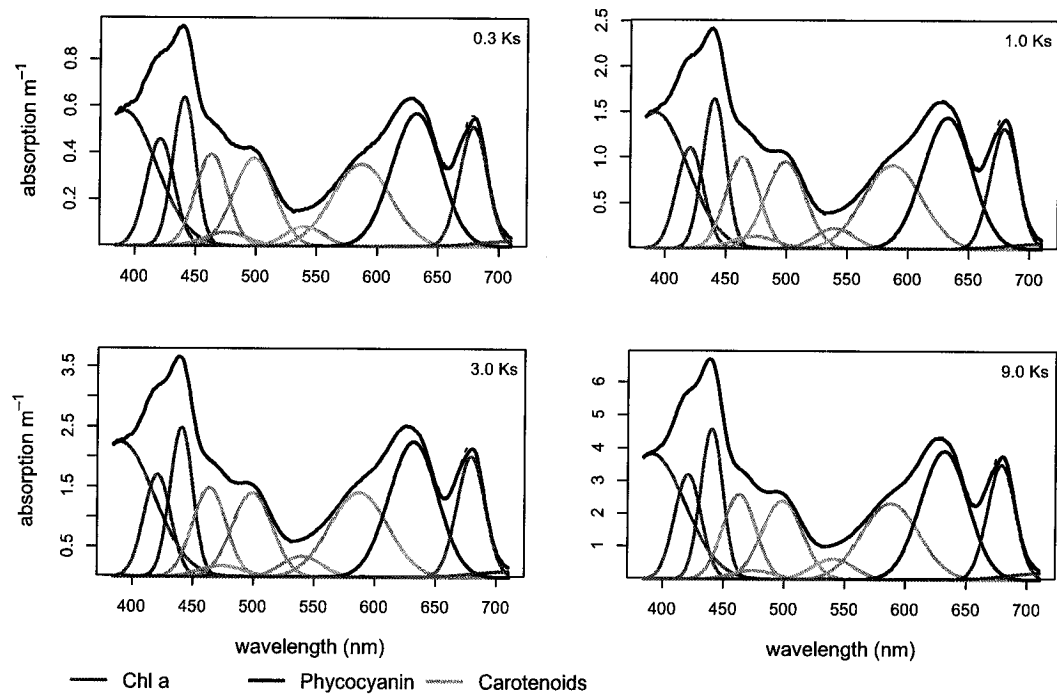 0.3 Ks
absorption m−1
0.8
0.6
0.4
0.2
400 450 500 550 600 650 700
1.0 Ks
2.5
2.0
1.5
1.0
0.5
400 450 500 550 600 650 700
3.0 Ks
absorption m−1
3.5
2.5
1.5
0.5
400 450 500 550 600 650 700
wavelength (nm)
9.0 Ks
6
5
4
3
2
1
400 450 500 550 600 650 700
wavelength (nm)
Chl a Phycocyanin Carotenoids